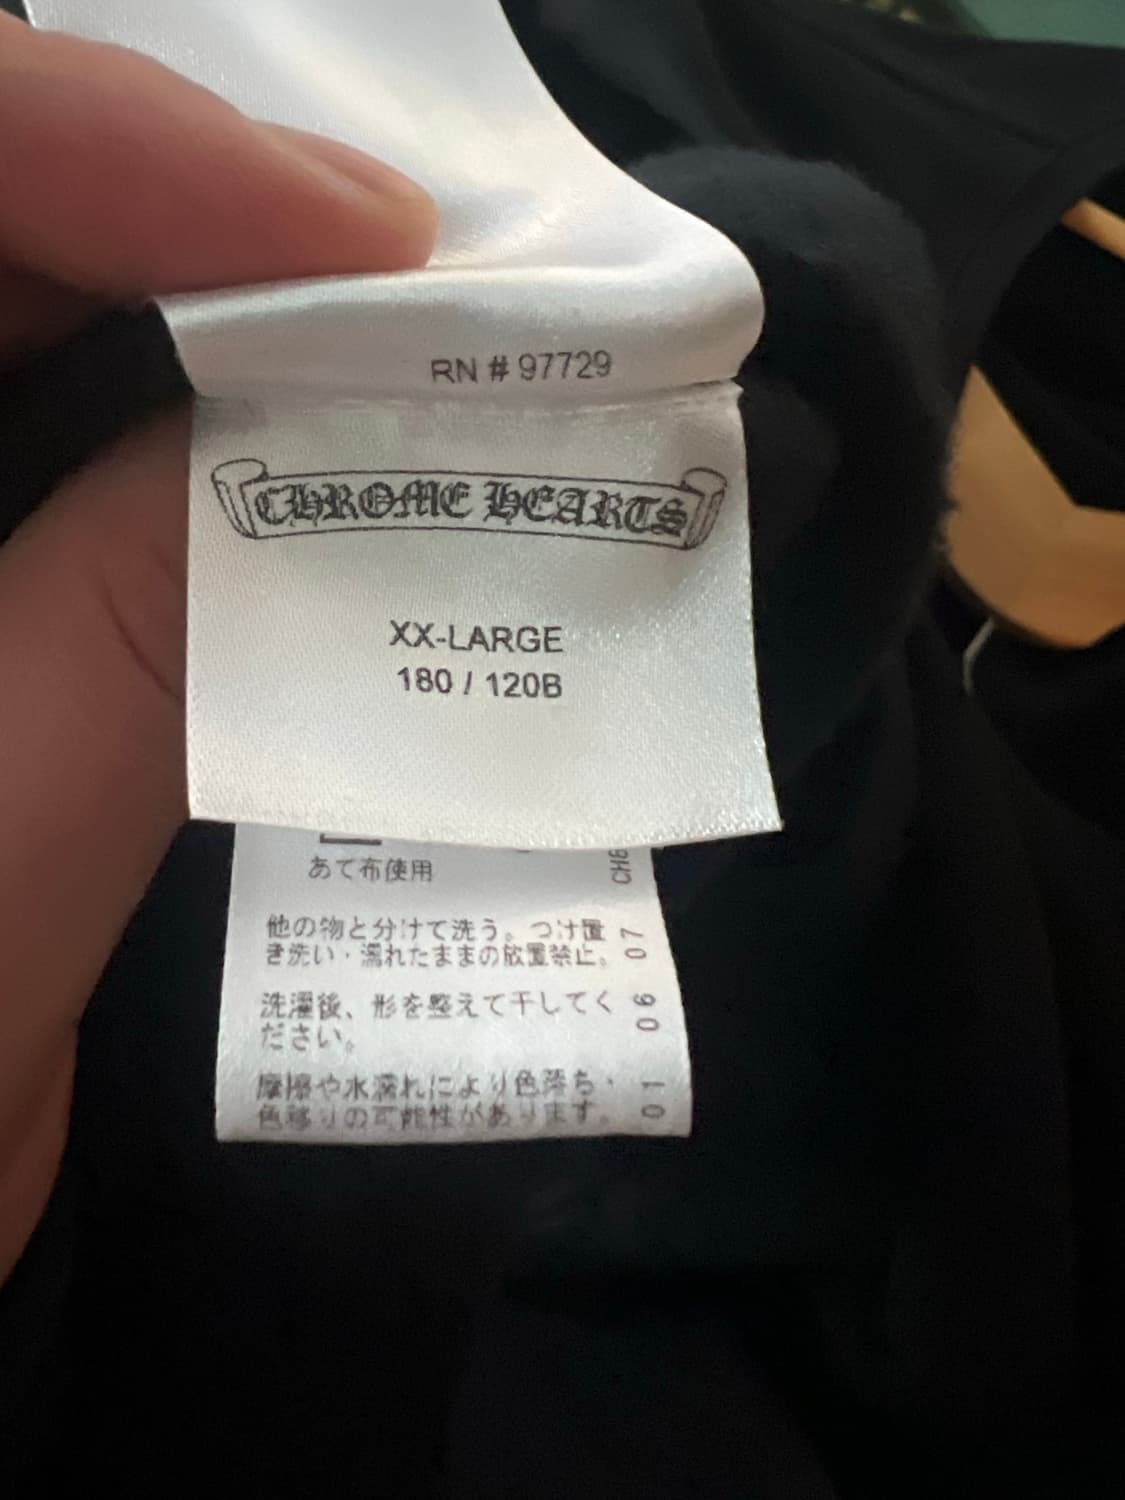 RN # 97729
CHROME HEARTS
XX-LARGE
180 / 120B
あて布使用
CH8
他の物と分けて洗う。つけ置
き洗い・濡れたままの放置禁止。
07
洗濯後、形を整えて干してく
ださい。
06
摩擦や水濡れにより色落ち・
色移りの可能性があります。
01